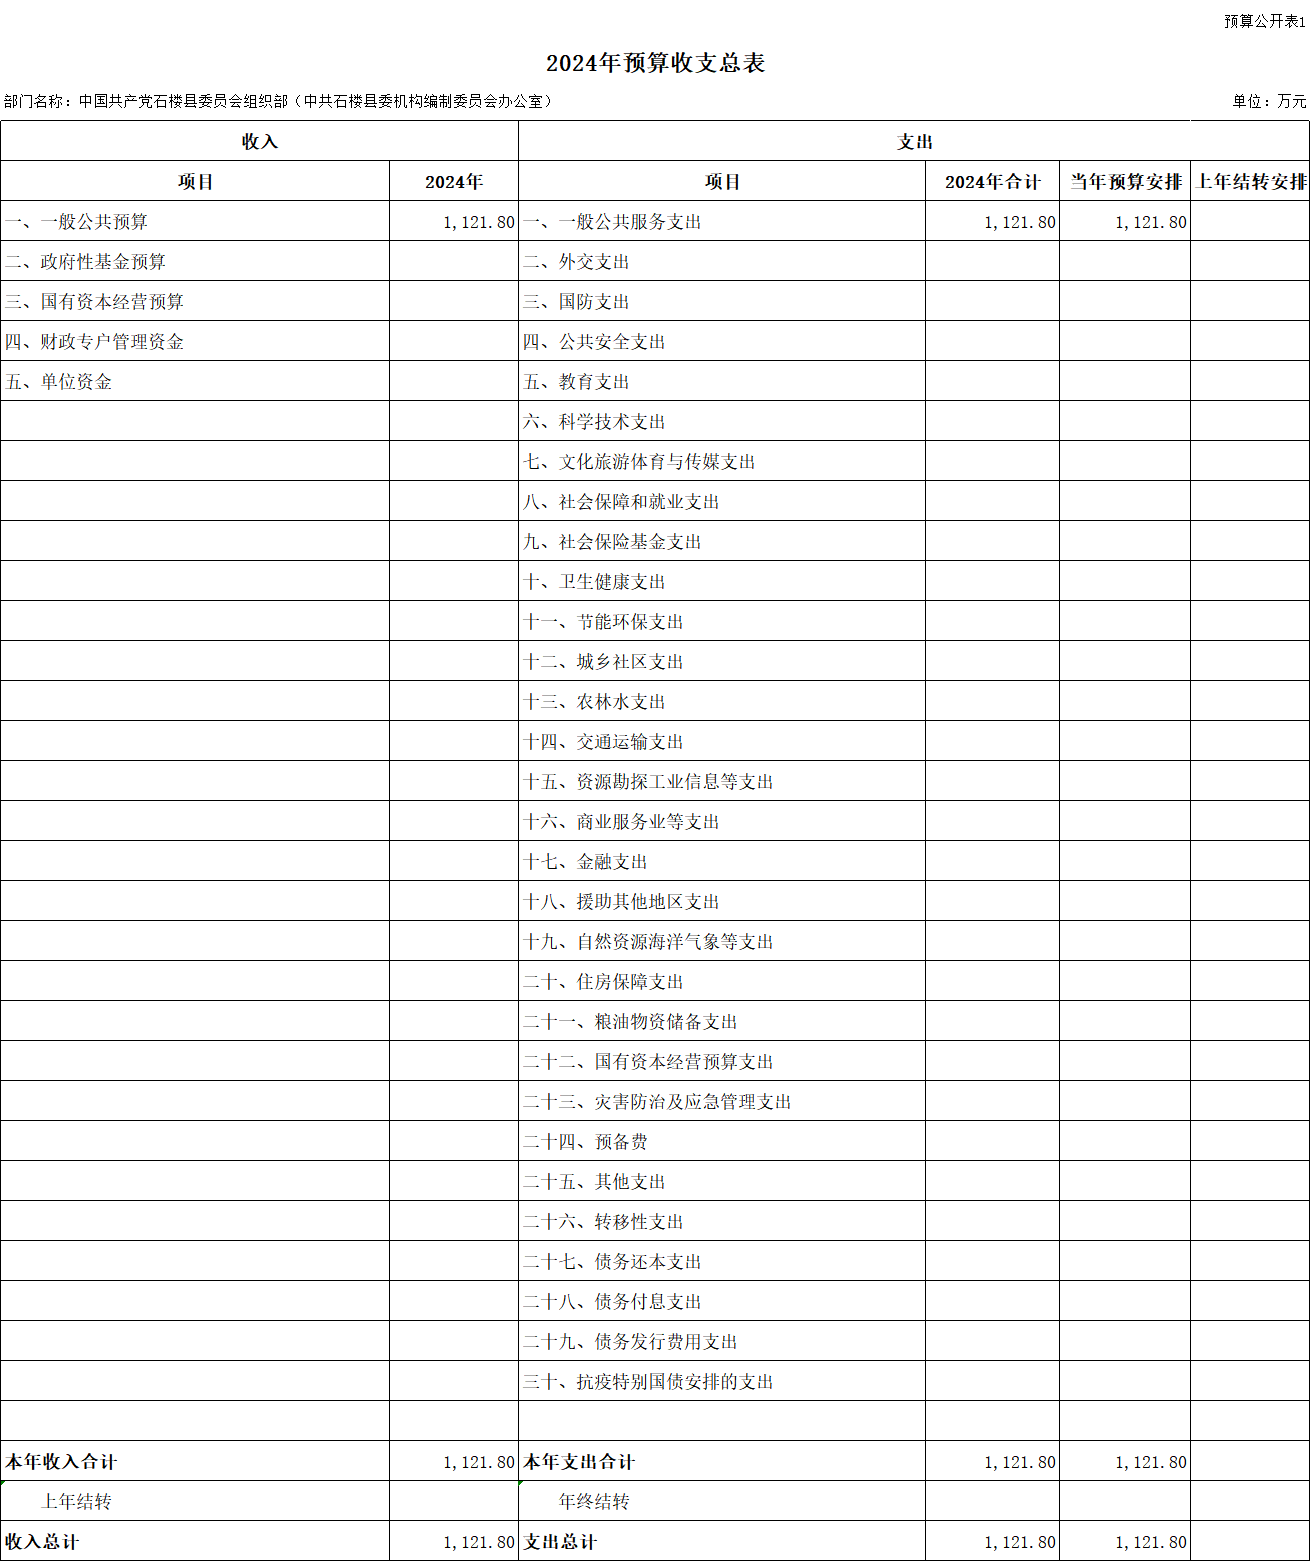 预算公开表1
2024年预算收支总表
部门名称：中国共产党石楼县委员会组织部（中共石楼县委机构编制委员会办公室） 单位：万元
收入 支出
项目 2024年 项目 2024年合计 当年预算安排 上年结转安排
一、一般公共预算 1,121.80 一、一般公共服务支出 1,121.80 1,121.80
二、政府性基金预算 二、外交支出
三、国有资本经营预算 三、国防支出
四、财政专户管理资金 四、公共安全支出
五、单位资金 五、教育支出
六、科学技术支出
七、文化旅游体育与传媒支出
八、社会保障和就业支出
九、社会保险基金支出
十、卫生健康支出
十一、节能环保支出
十二、城乡社区支出
十三、农林水支出
十四、交通运输支出
十五、资源勘探工业信息等支出
十六、商业服务业等支出
十七、金融支出
十八、援助其他地区支出
十九、自然资源海洋气象等支出
二十、住房保障支出
二十一、粮油物资储备支出
二十二、国有资本经营预算支出
二十三、灾害防治及应急管理支出
二十四、预备费
二十五、其他支出
二十六、转移性支出
二十七、债务还本支出
二十八、债务付息支出
二十九、债务发行费用支出
三十、抗疫特别国债安排的支出
本年收入合计 1,121.80 本年支出合计 1,121.80 1,121.80
上年结转 年终结转
收入总计 1,121.80 支出总计 1,121.80 1,121.80